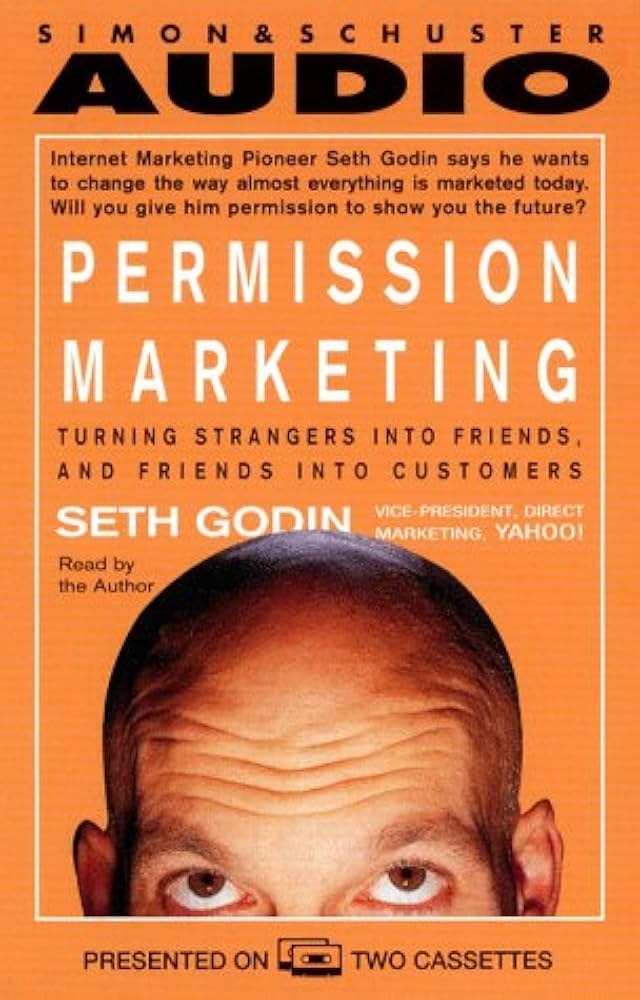 SIMON & SCHUSTER
AUDIO
Internet Marketing Pioneer Seth Godin says he wants
to change the way almost everything is marketed today.
Will you give him permission to show you the future?
PERMISSION
MARKETING
TURNING STRANGERS INTO FRIENDS,
AND FRIENDS INTO CUSTOMERS
SETH GODIN
VICE-PRESIDENT, DIRECT
MARKETING, YAHOO!
Read by
the Author
PRESENTED ON TWO CASSETTES